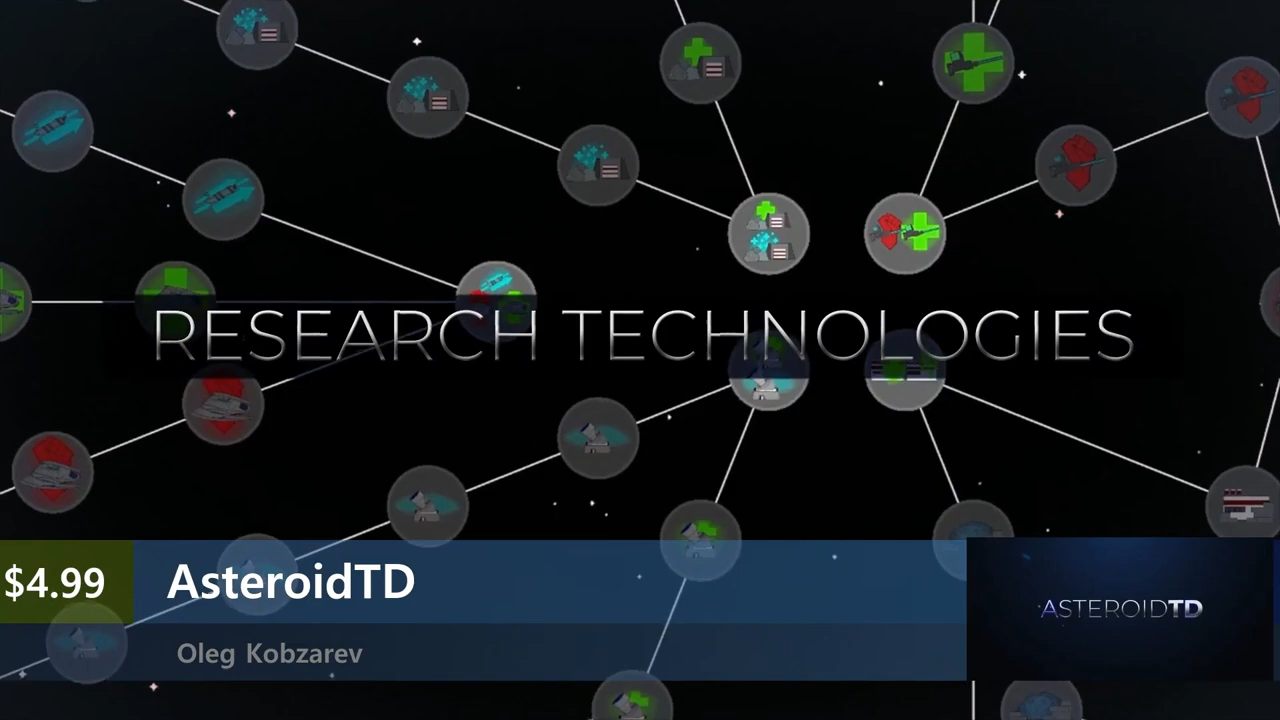 RESEARCH TECHNOLOGIES
$4.99
AsteroidTD
Oleg Kobzarev
ASTEROIDTD